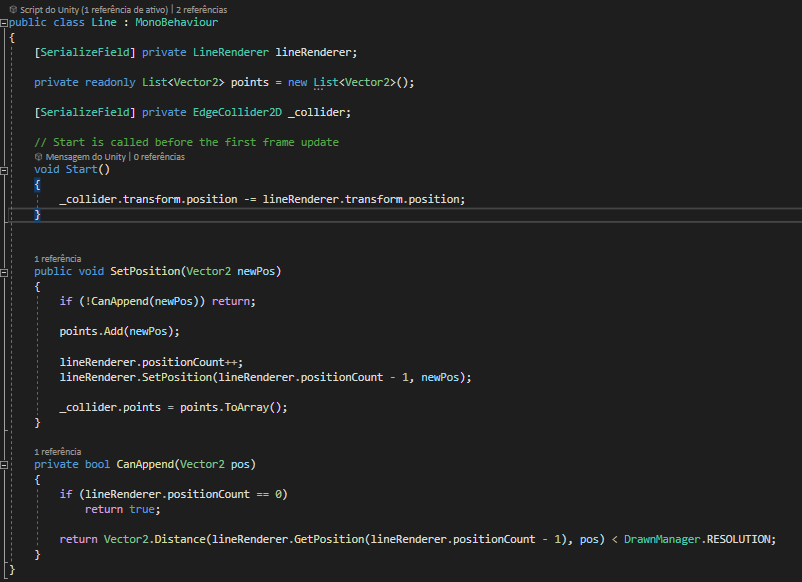 Script do Unity (1 referência de ativo) | 2 referências
public class Line : MonoBehaviour
{
[SerializeField] private LineRenderer lineRenderer;
private readonly List<Vector2> points = new List<Vector2>();
[SerializeField] private EdgeCollider2D _collider;
// Start is called before the first frame update
Mensagem do Unity | 0 referências
void Start()
{
_collider.transform.position -= lineRenderer.transform.position;
}
1 referência
public void SetPosition(Vector2 newPos)
{
if (!CanAppend(newPos)) return;
points.Add(newPos);
lineRenderer.positionCount++;
lineRenderer.SetPosition(lineRenderer.positionCount - 1, newPos);
_collider.points = points.ToArray();
}
1 referência
private bool CanAppend(Vector2 pos)
{
if (lineRenderer.positionCount == 0)
return true;
return Vector2.Distance(lineRenderer.GetPosition(lineRenderer.positionCount - 1), pos) < DrawnManager.RESOLUTION;
}
}